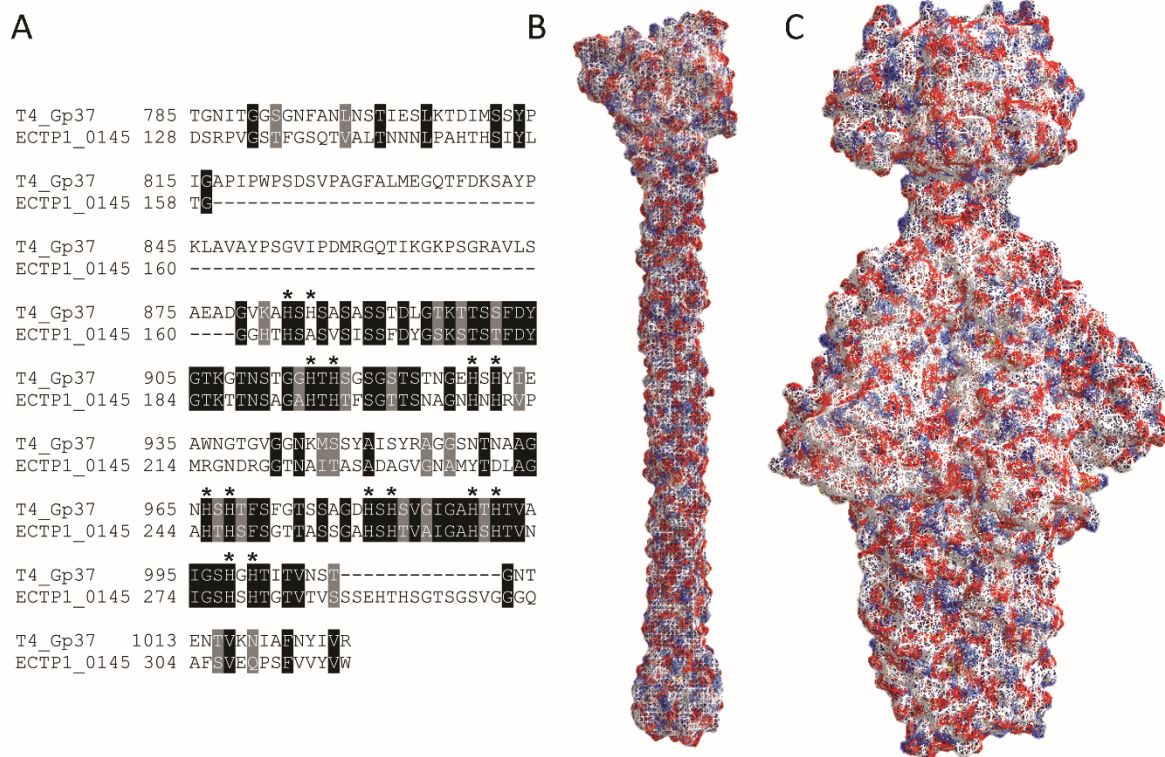 A
B
C
T4_Gp37 785 TGNITGGSGNFANLNSTIESLKTDIMSSYP
ECTP1_0145 128 DSRPVGSTFGSQTVALTNNNLPAHTHSIYL
T4_Gp37 815 IGAPIPWPSDSVPAGFALMEGQTFDKSAYP
ECTP1_0145 158 TG----------------------------
T4_Gp37 845 KLAVAYPSGVIPDMRGQTIKGKPSGRAVLS
ECTP1_0145 160 ------------------------------
* *
T4_Gp37 875 AEADGVKAHSHSASASSTDLGTKTTSSFDY
ECTP1_0145 160 ----GGHTHSASVSISSFDYGSKSTSTFDY
* * * *
T4_Gp37 905 GTKGTNSTGGHTHSGSGSTSTNGEHSHYIE
ECTP1_0145 184 GTKTTNSAGAHTHTFSGTTSNAGNHNHRVP
T4_Gp37 935 AWNGTGVGGNKMSSYAISYRAGGSNTNAAG
ECTP1_0145 214 MRGNDRGGTNAITASADAGVGNAMYTDLAG
* * * * * *
T4_Gp37 965 NHSHTFSFGTSSAGDHSHSVGIGAHTHTVA
ECTP1_0145 244 AHTHSFSGTTASSGAHSHTVAIGAHSHTVN
* *
T4_Gp37 995 IGSHGHTITVNST--------------GNT
ECTP1_0145 274 IGSHSHTGTVTVSSSEHTHSGTSGSVGGGQ
T4_Gp37 1013 ENTVKNIAFNYIVR
ECTP1_0145 304 AFSVEQPSFVVYVW